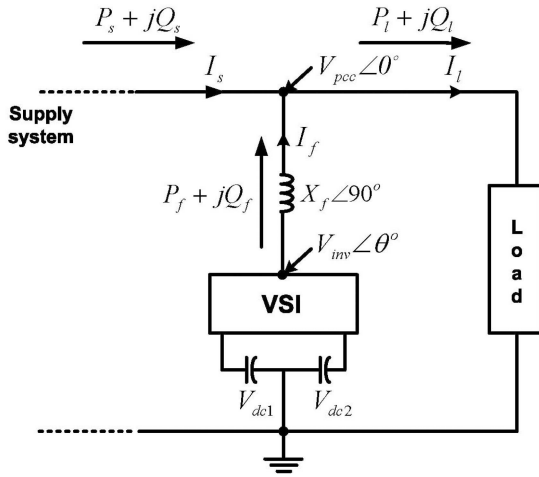 P_s + jQ_s
P_l + jQ_l
I_s
V_pcc∠0°
I_l
Supply
system
I_f
P_f + jQ_f
X_f∠90°
V_inv∠θ°
Load
VSI
V_dc1
V_dc2